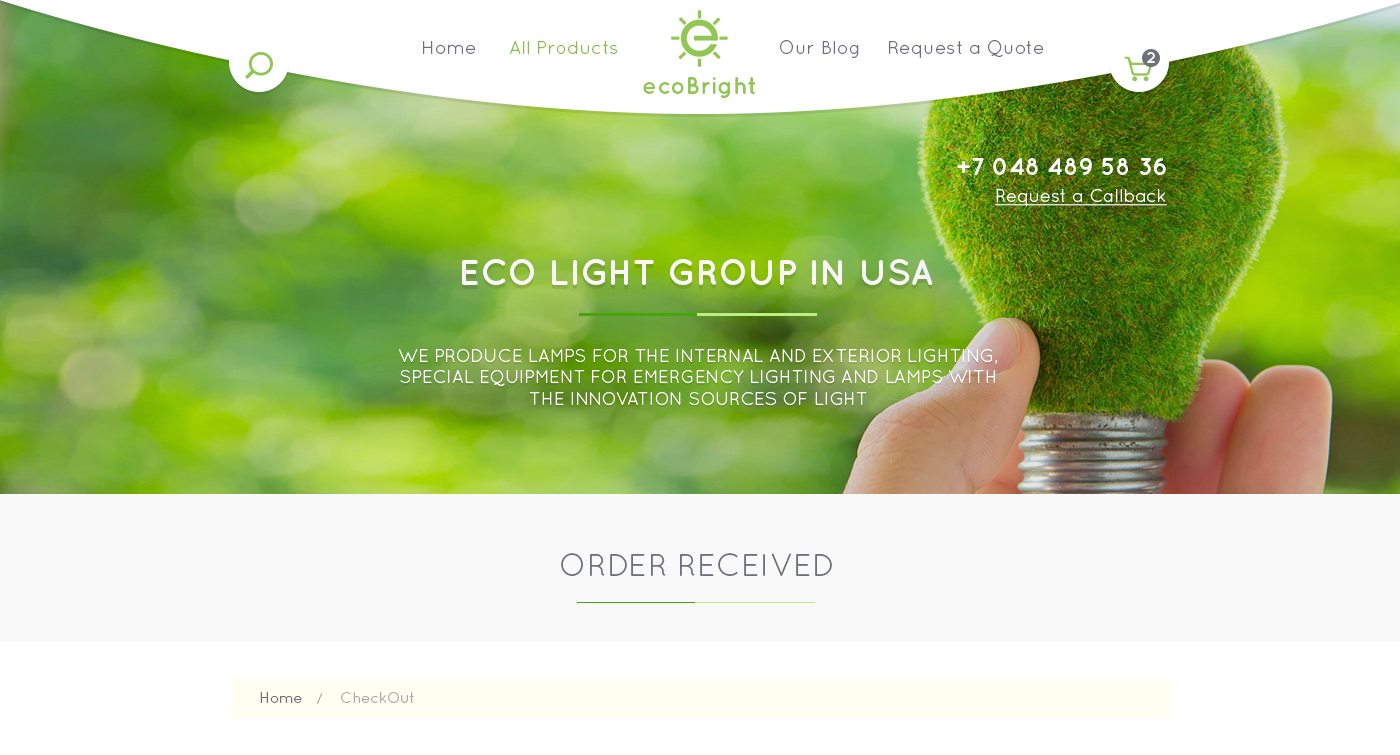 Home
All Products
ecoBright
Our Blog
Request a Quote
2
+7 048 489 58 36
Request a Callback
ECO LIGHT GROUP IN USA
WE PRODUCE LAMPS FOR THE INTERNAL AND EXTERIOR LIGHTING,
SPECIAL EQUIPMENT FOR EMERGENCY LIGHTING AND LAMPS WITH
THE INNOVATION SOURCES OF LIGHT
ORDER RECEIVED
Home / CheckOut